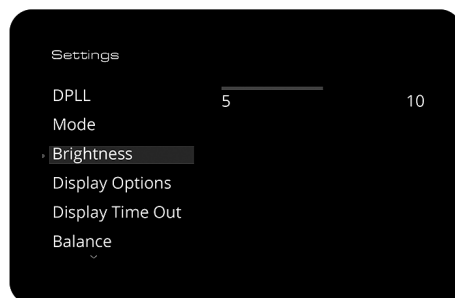 Settings
DPLL
5 10
Mode
Brightness
Display Options
Display Time Out
Balance